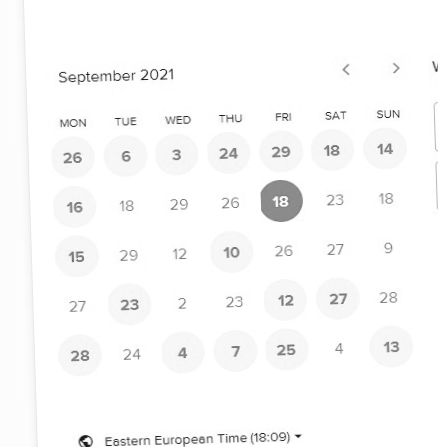 September 2021
MON TUE WED THU FRI SAT SUN
26 6 3 24 29 18 14
16 18 29 26 18 23 18
15 29 12 10 26 27 9
27 23 2 23 12 27 28
28 24 4 7 25 4 13
Eastern European Time (18:09)